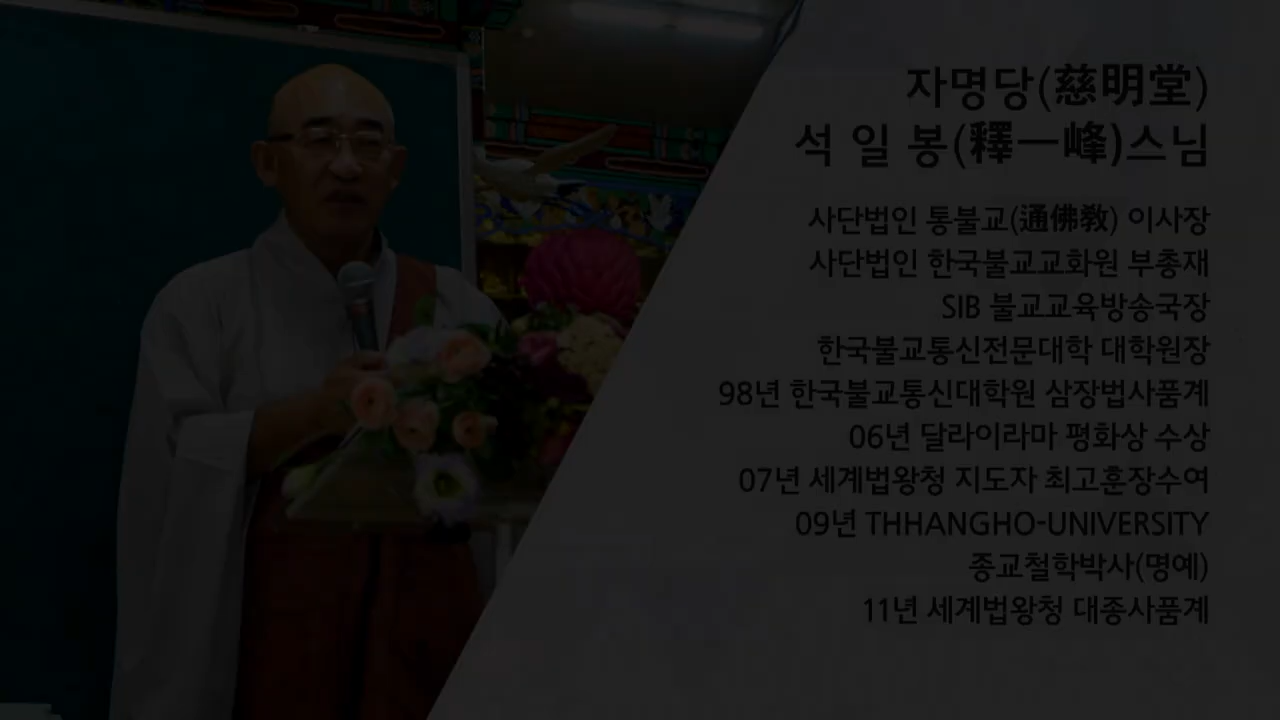 자명당(慈明堂)
석 일 봉(釋一峰)스님
사단법인 통불교(通佛敎) 이사장
사단법인 한국불교교화원 부총재
SIB 불교교육방송국장
한국불교통신전문대학 대학원장
98년 한국불교통신대학원 삼장법사품계
06년 달라이라마 평화상 수상
07년 세계법왕청 지도자 최고훈장수여
09년 THHANGHO-UNIVERSITY
종교철학박사(명예)
11년 세계법왕청 대종사품계